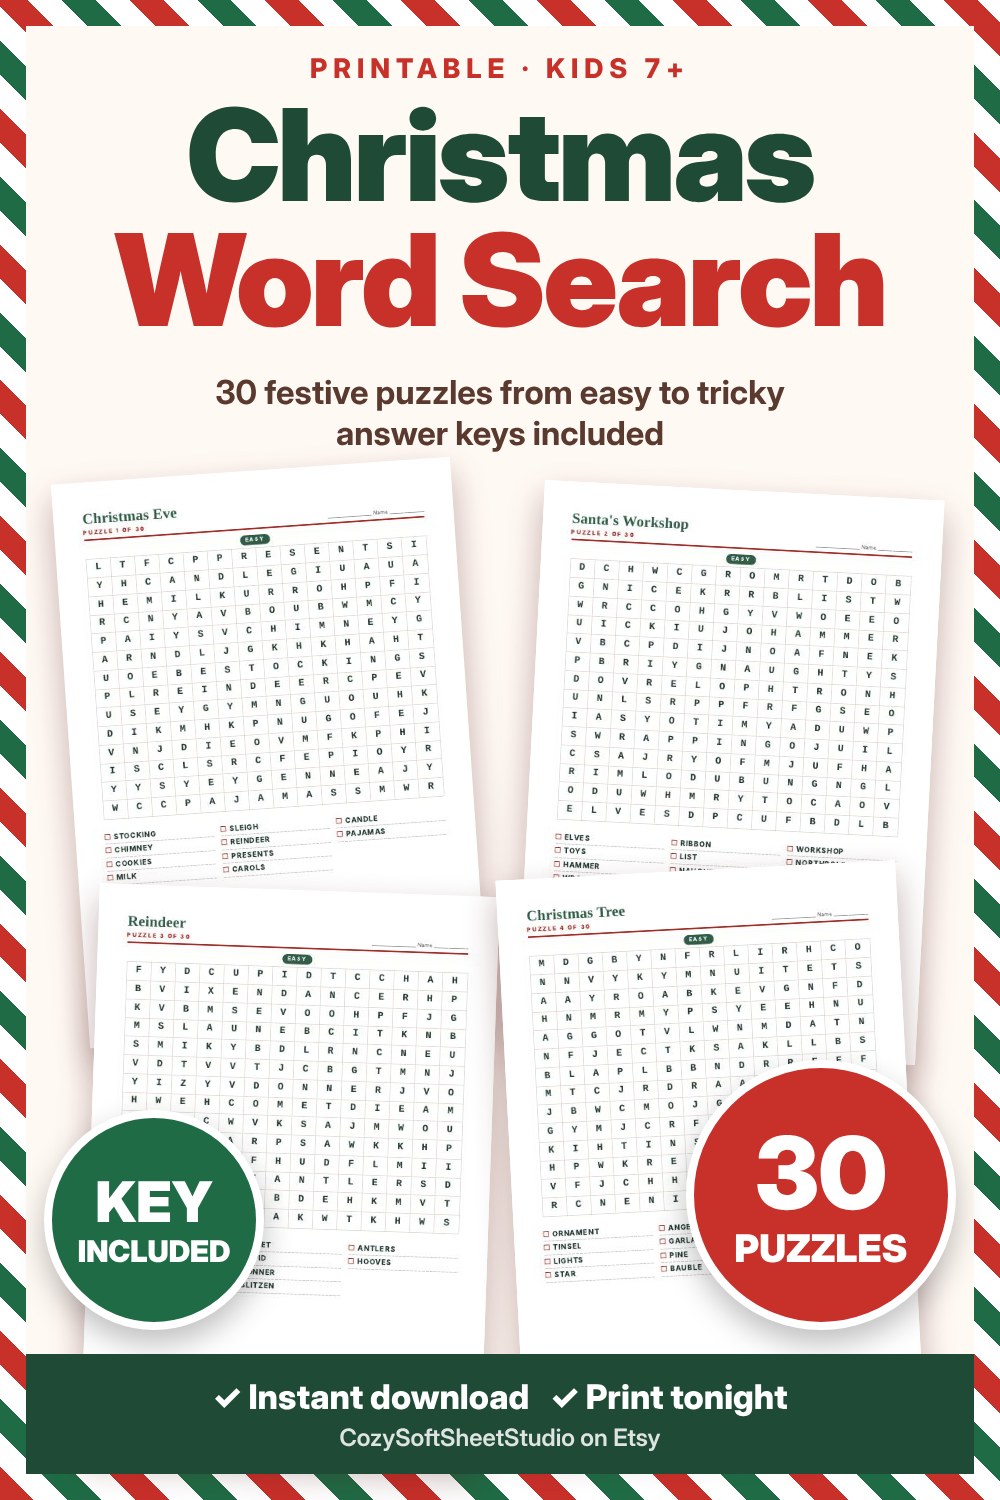 PRINTABLE · KIDS 7+
Christmas
Word Search
30 festive puzzles from easy to tricky
answer keys included
Christmas Eve
Name
PUZZLE 1 OF 30
EASY
L T F C P P R E S E N T S I
Y H C A N D L E G I U A U A
H E M I L K U R R O H P F I
R C N Y A V B O U B W M C Y
P A I Y S V C H I M N E Y G
A R N D L J G K H K H A H T
U O E B E S T O C K I N G S
P L R E I N D E E R C P E V
U S E Y G Y M N G U O U H K
D I K M H K P N U G O F E J
V N J D I E O V M F K P H I
I S C L S R C F E P I O Y R
Y Y S Y E Y G E N N E A J Y
W C C P A J A M A S S M W R
STOCKING
CHIMNEY
COOKIES
MILK
SLEIGH
REINDEER
PRESENTS
CAROLS
CANDLE
PAJAMAS
Santa's Workshop
Name
PUZZLE 2 OF 30
EASY
D C H W C G R O M R T D O B
G N I C E K R R B L I S T W
W R C C O H G Y V W O E E O
U I C K I U J O H A M M E R
V B C P D I J N O A F N E K
P B R I Y G N A U G H T Y S
D O V R E L O P H T R O N H
U N L S R P P F R F G S E O
I A S Y O T I M Y A D U W P
S W R A P P I N G O J U I L
C S A J R Y O F M J U F H A
R I M L O D U B U N G N G L
O D U W H M R Y T O C A O V
E L V E S D P C U F B D L B
ELVES
TOYS
HAMMER
RIBBON
LIST
WORKSHOP
Reindeer
Name
PUZZLE 3 OF 30
EASY
F Y D C U P I D T C C H A H
B V I X E N D A N C E R H P
K V B M S E V O O H P F J G
M S L A U N E B C I T K N B
S M I K Y B D L R N C N E U
V D T V V T J C B G T M N J
Y I Z Y V D O N N E R J V O
H W E H C O M E T D I E A M
C W V K S A J M W O U
A R P S A W K K H P
F H U D F L M I I
A N T L E R S D
B D E H K M V T
A K W T K H W S
ANTLERS
HOOVES
Christmas Tree
Name
PUZZLE 4 OF 30
EASY
M D G B Y N F R L I R H C O
N N V Y K Y M N U I T E T S
A A Y R O A B K E V G N F D
H N M R M Y P S Y E E H N U
A G G O T V L W N M D A T N
N F J E C T K S A K L L B S
B L A P L B B N D R
M T C J R D R A
J B W C M O J G
G Y M J C R F
K I H T I N S
H P W K R E
V F J C H H
R C N E N I
ORNAMENT
TINSEL
LIGHTS
STAR
PINE
BAUBLE
KEY
INCLUDED
30
PUZZLES
✓ Instant download ✓ Print tonight
CozySoftSheetStudio on Etsy